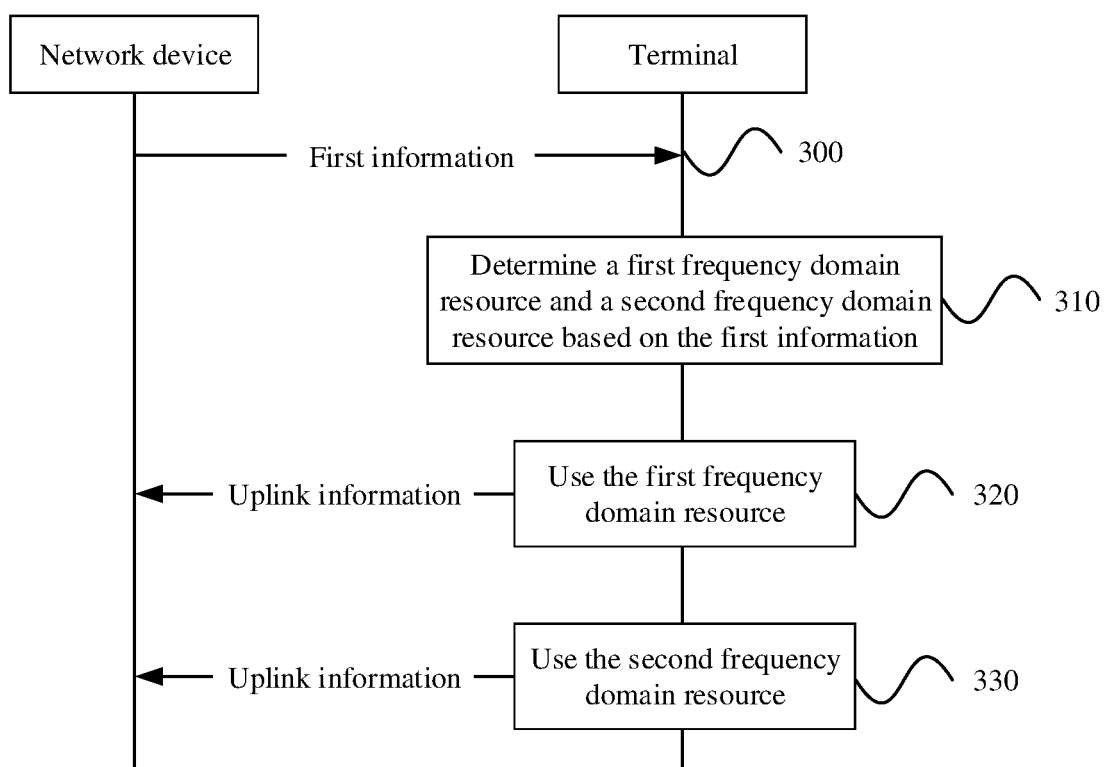 Network device
Terminal
First information
300
Determine a first frequency domain
resource and a second frequency domain
resource based on the first information
310
Uplink information
Use the first frequency
domain resource
320
Uplink information
Use the second frequency
domain resource
330